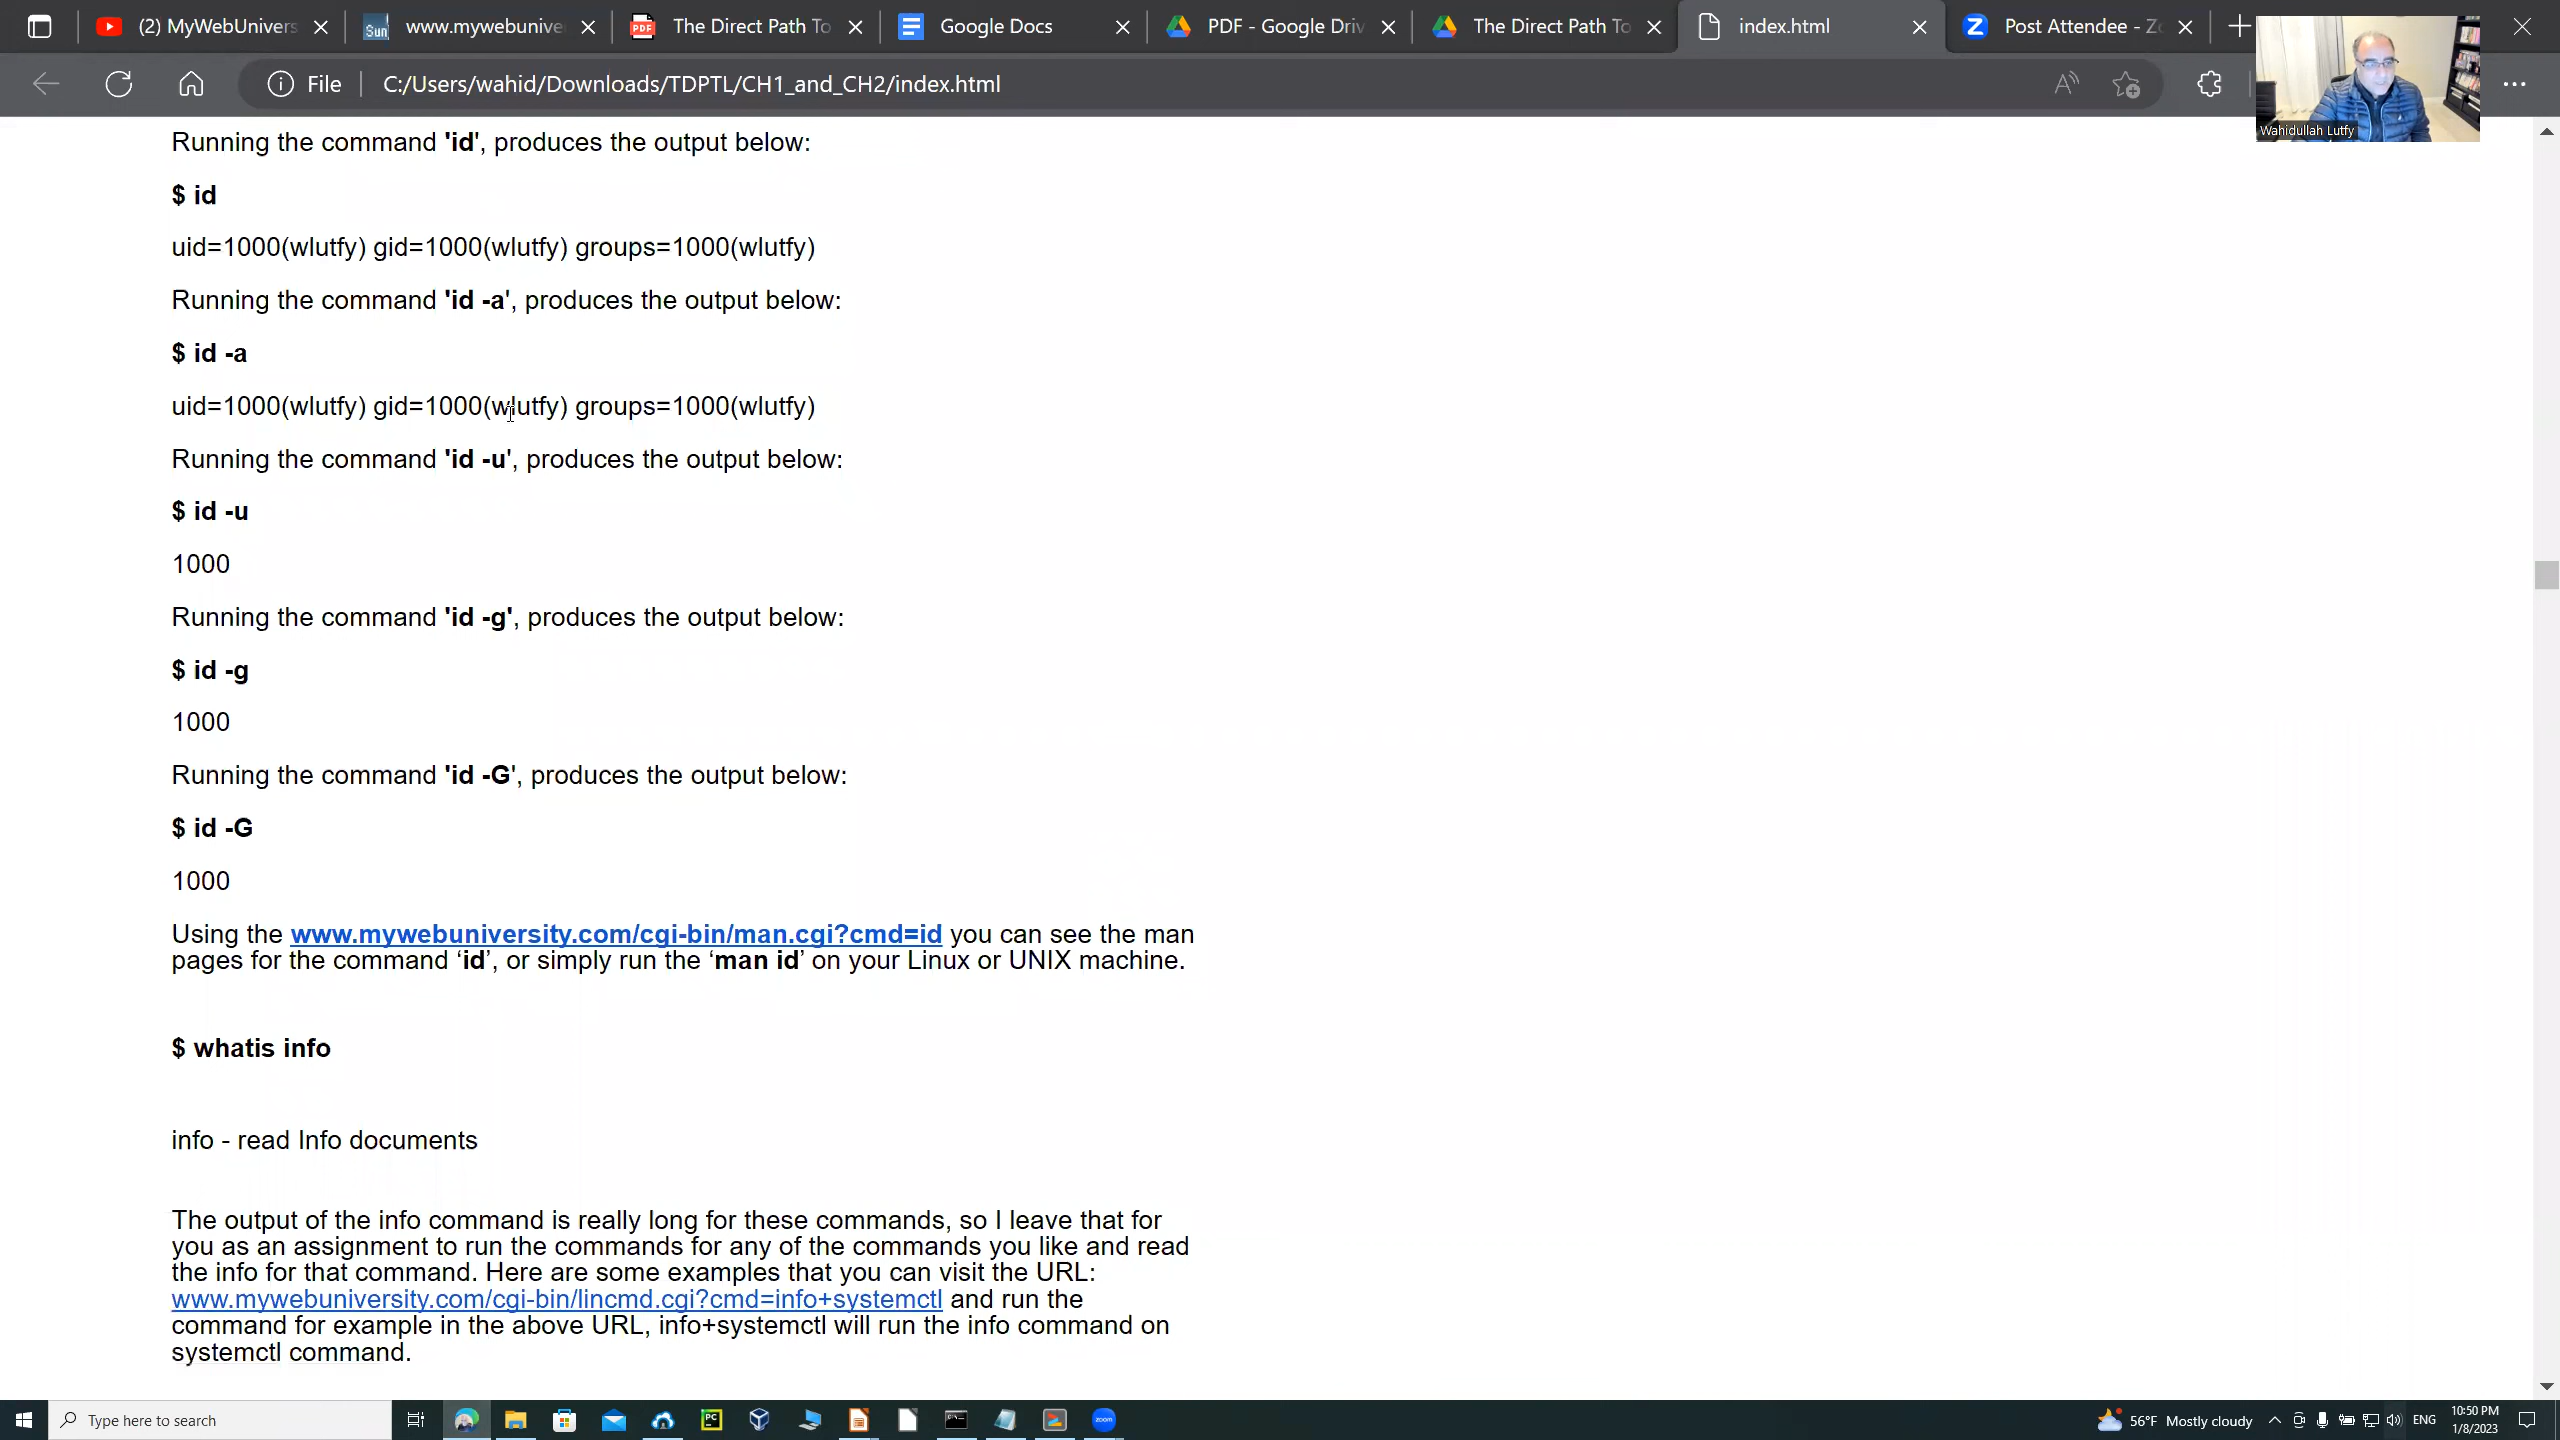 (2) MyWebUnivers
Sun www.mywebunive
PDF The Direct Path To
Google Docs
PDF - Google Driv
The Direct Path To
index.html
Post Attendee - Zo
File C:/Users/wahid/Downloads/TDPTL/CH1_and_CH2/index.html
Wahidullah Lutfy
Running the command 'id', produces the output below:
$ id
uid=1000(wlutfy) gid=1000(wlutfy) groups=1000(wlutfy)
Running the command 'id -a', produces the output below:
$ id -a
uid=1000(wlutfy) gid=1000(wlutfy) groups=1000(wlutfy)
Running the command 'id -u', produces the output below:
$ id -u
1000
Running the command 'id -g', produces the output below:
$ id -g
1000
Running the command 'id -G', produces the output below:
$ id -G
1000
Using the www.mywebuniversity.com/cgi-bin/man.cgi?cmd=id you can see the man
pages for the command ‘id’, or simply run the ‘man id’ on your Linux or UNIX machine.
$ whatis info
info - read Info documents
The output of the info command is really long for these commands, so I leave that for
you as an assignment to run the commands for any of the commands you like and read
the info for that command. Here are some examples that you can visit the URL:
www.mywebuniversity.com/cgi-bin/lincmd.cgi?cmd=info+systemctl and run the
command for example in the above URL, info+systemctl will run the info command on
systemctl command.
Type here to search
PC
zoom
56°F Mostly cloudy
ENG
10:50 PM
1/8/2023